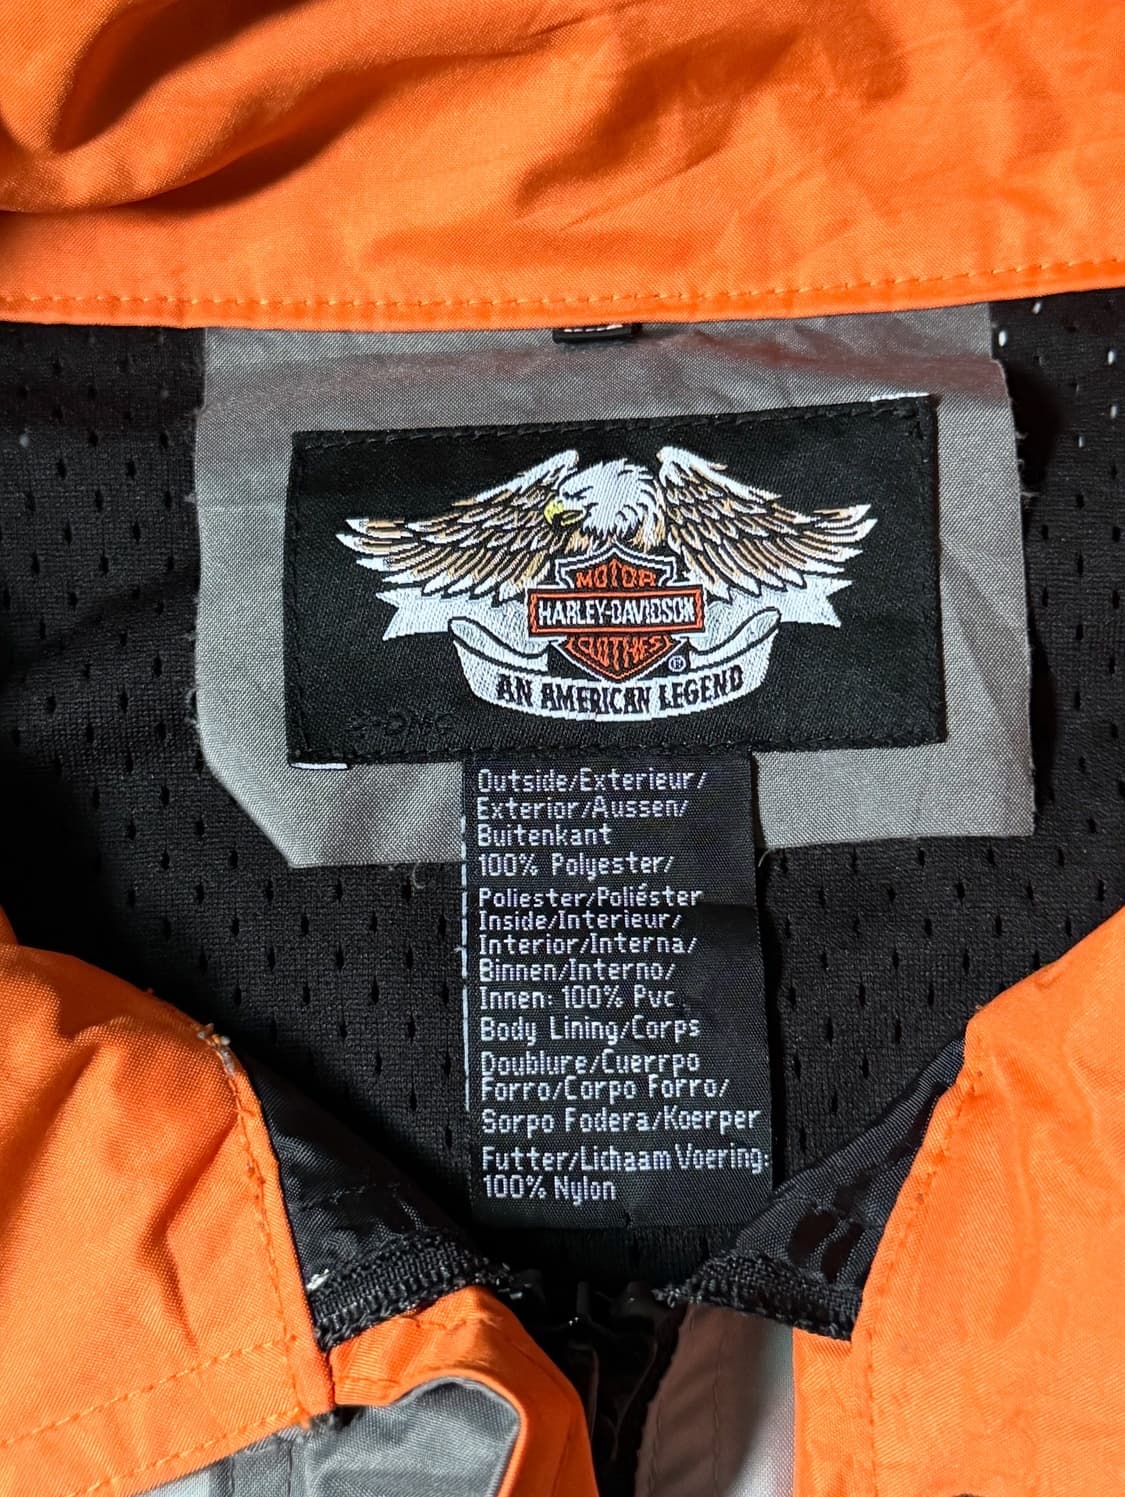 MOTOR
HARLEY-DAVIDSON
CLOTHES
®
AN AMERICAN LEGEND
Outside/Exterieur/
Exterior/Aussen/
Buitenkant
100% Polyester/
Poliester/Poliéster
Inside/Interieur/
Interior/Interna/
Binnen/Interno/
Innen: 100% Pvc
Body Lining/Corps
Doublure/Cuerrpo
Forro/Corpo Forro/
Sorpo Fodera/Koerper
Futter/Lichaam Voering:
100% Nylon